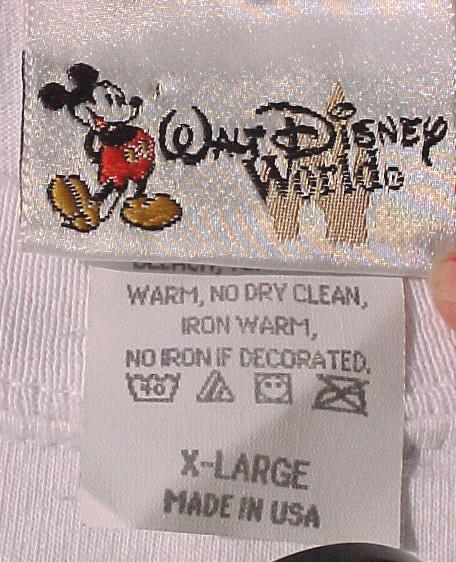 WALT DISNEY
World
WARM, NO DRY CLEAN,
IRON WARM,
NO IRON IF DECORATED.
40
X-LARGE
MADE IN USA